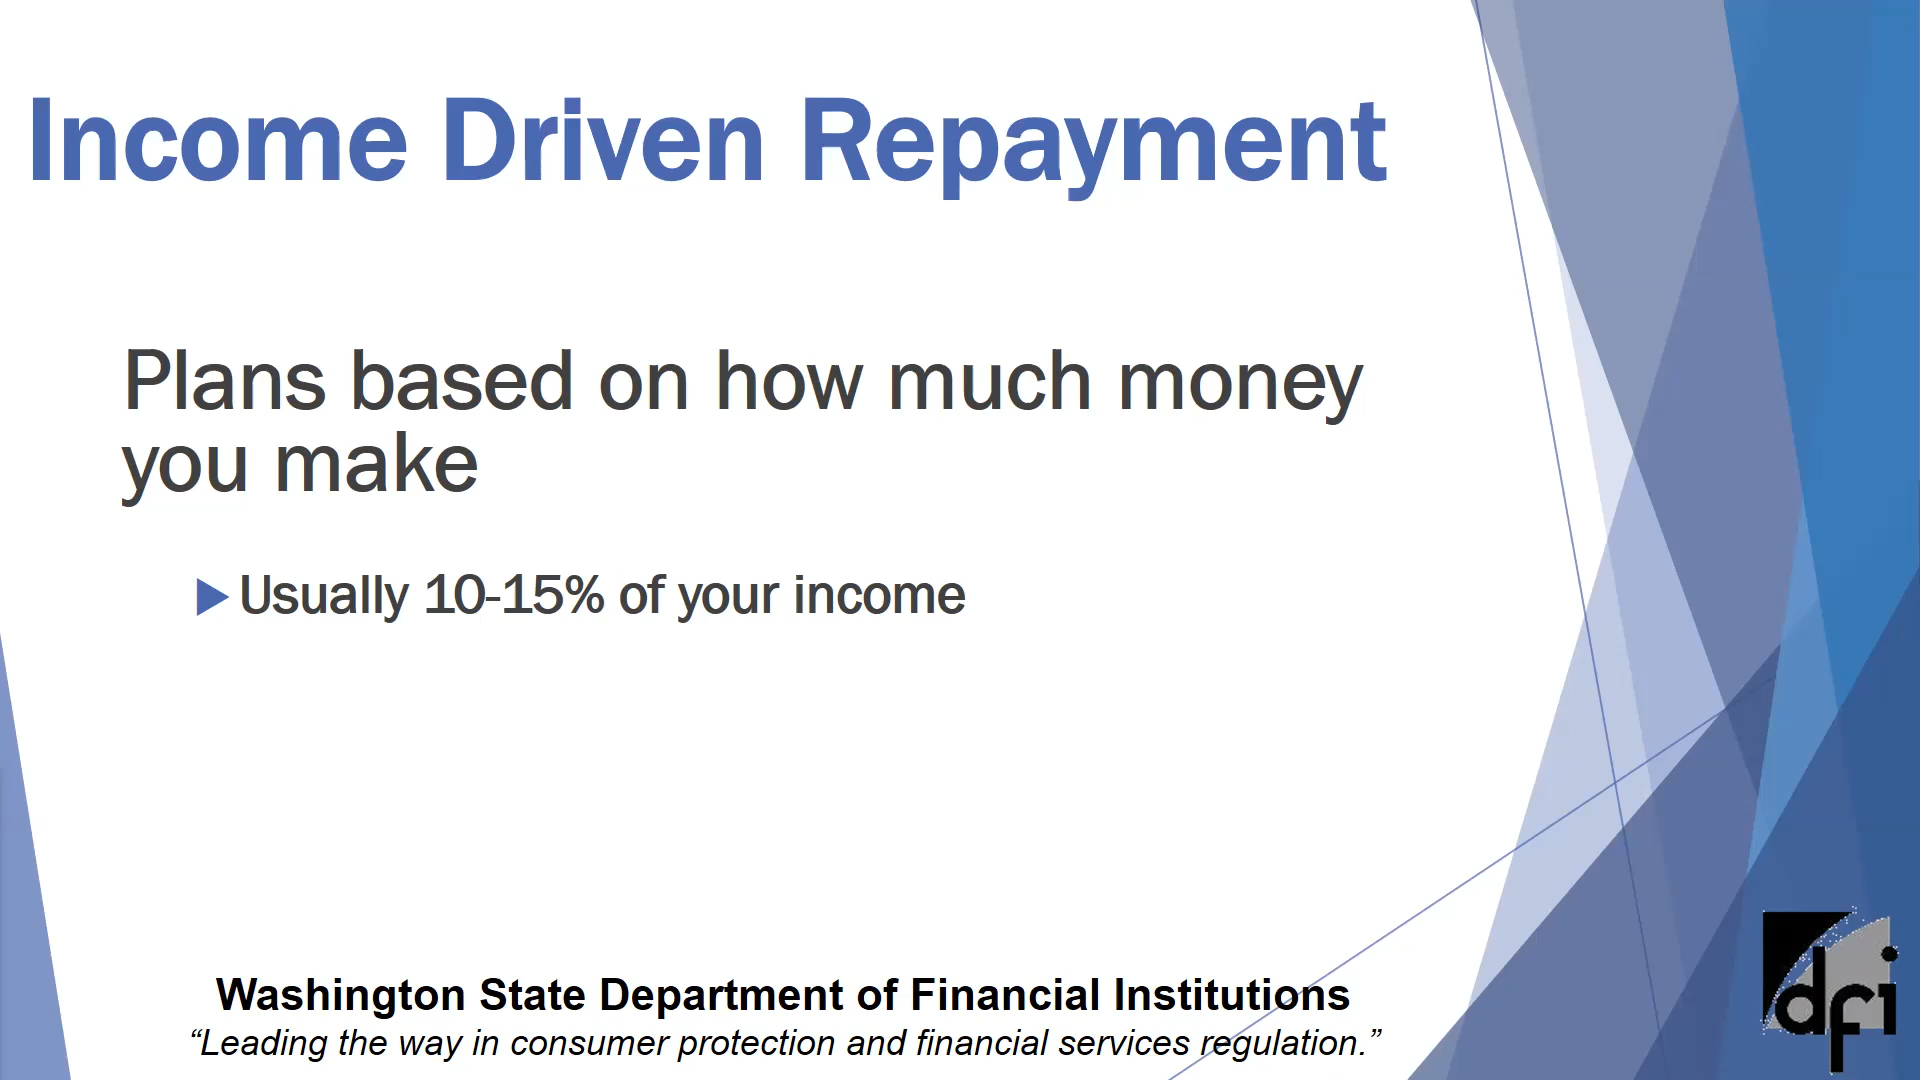 Income Driven Repayment
Plans based on how much money
you make
Usually 10-15% of your income
Washington State Department of Financial Institutions
“Leading the way in consumer protection and financial services regulation.”
dfi